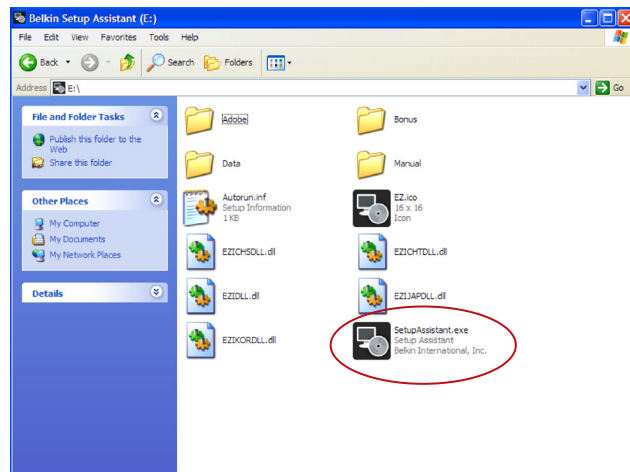 Belkin Setup Assistant (E:)
File Edit View Favorites Tools Help
Back Search Folders
Address E:\ Go
File and Folder Tasks
Publish this folder to the
Web
Share this folder
Other Places
My Computer
My Documents
My Network Places
Details
Adobe
Bonus
Data
Manual
Autorun.inf
Setup Information
1 KB
EZ.ico
16 x 16
Icon
EZICHSDLL.dll
EZICHTDLL.dll
EZIDLL.dll
EZIJAPDLL.dll
EZIKORDLL.dll
SetupAssistant.exe
Setup Assistant
Belkin International, Inc.